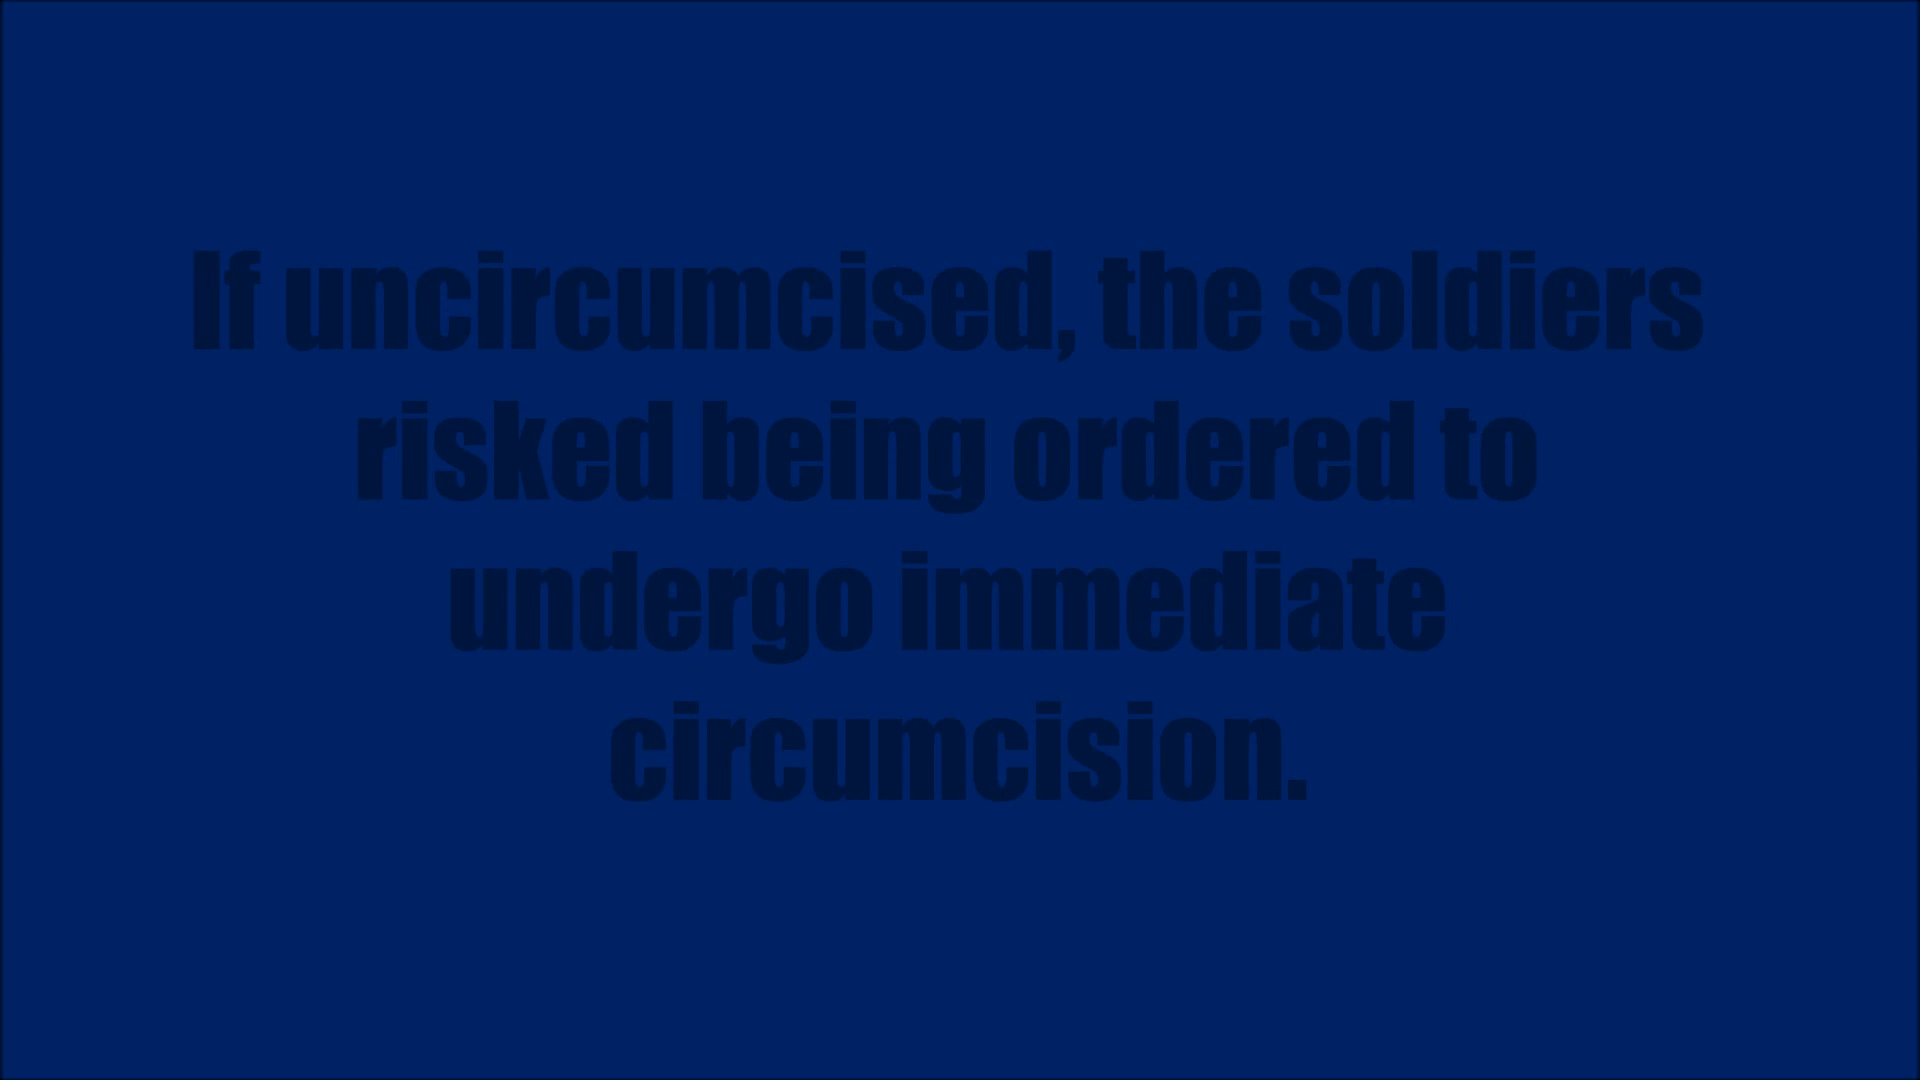 If uncircumcised, the soldiers
risked being ordered to
undergo immediate
circumcision.